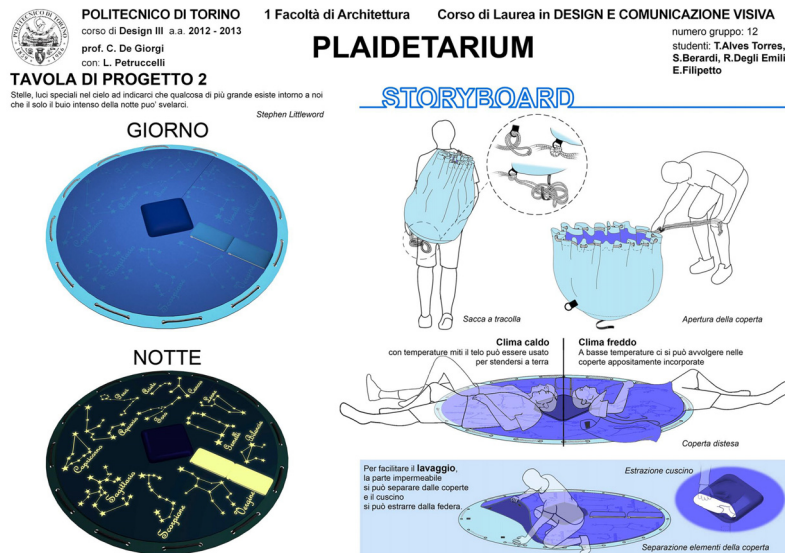 POLITECNICO DI TORINO
corso di Design III a.a. 2012 - 2013
prof. C. De Giorgi
con: L. Petruccelli
1 Facoltà di Architettura
Corso di Laurea in DESIGN E COMUNICAZIONE VISIVA
PLAIDETARIUM
numero gruppo: 12
studenti: T.Alves Torres,
S.Berardi, R.Degli Emili
E.Filipetto
TAVOLA DI PROGETTO 2
Stelle, luci speciali nel cielo ad indicarci che qualcosa di più grande esiste intorno a noi
che il solo il buio intenso della notte puo' svelarci.
Stephen Littleword
GIORNO
NOTTE
Capricorno
Sagittario
Scorpione
Vergine
Bilancia
Gemelli
STORYBOARD
Sacca a tracolla
Apertura della coperta
Clima caldo
con temperature miti il telo può essere usato
per stendersi a terra
Clima freddo
A basse temperature ci si può avvolgere nelle
coperte appositamente incorporate
Coperta distesa
Per facilitare il lavaggio,
la parte impermeabile
si può separare dalle coperte
e il cuscino
si può estrarre dalla federa.
Estrazione cuscino
Separazione elementi della coperta